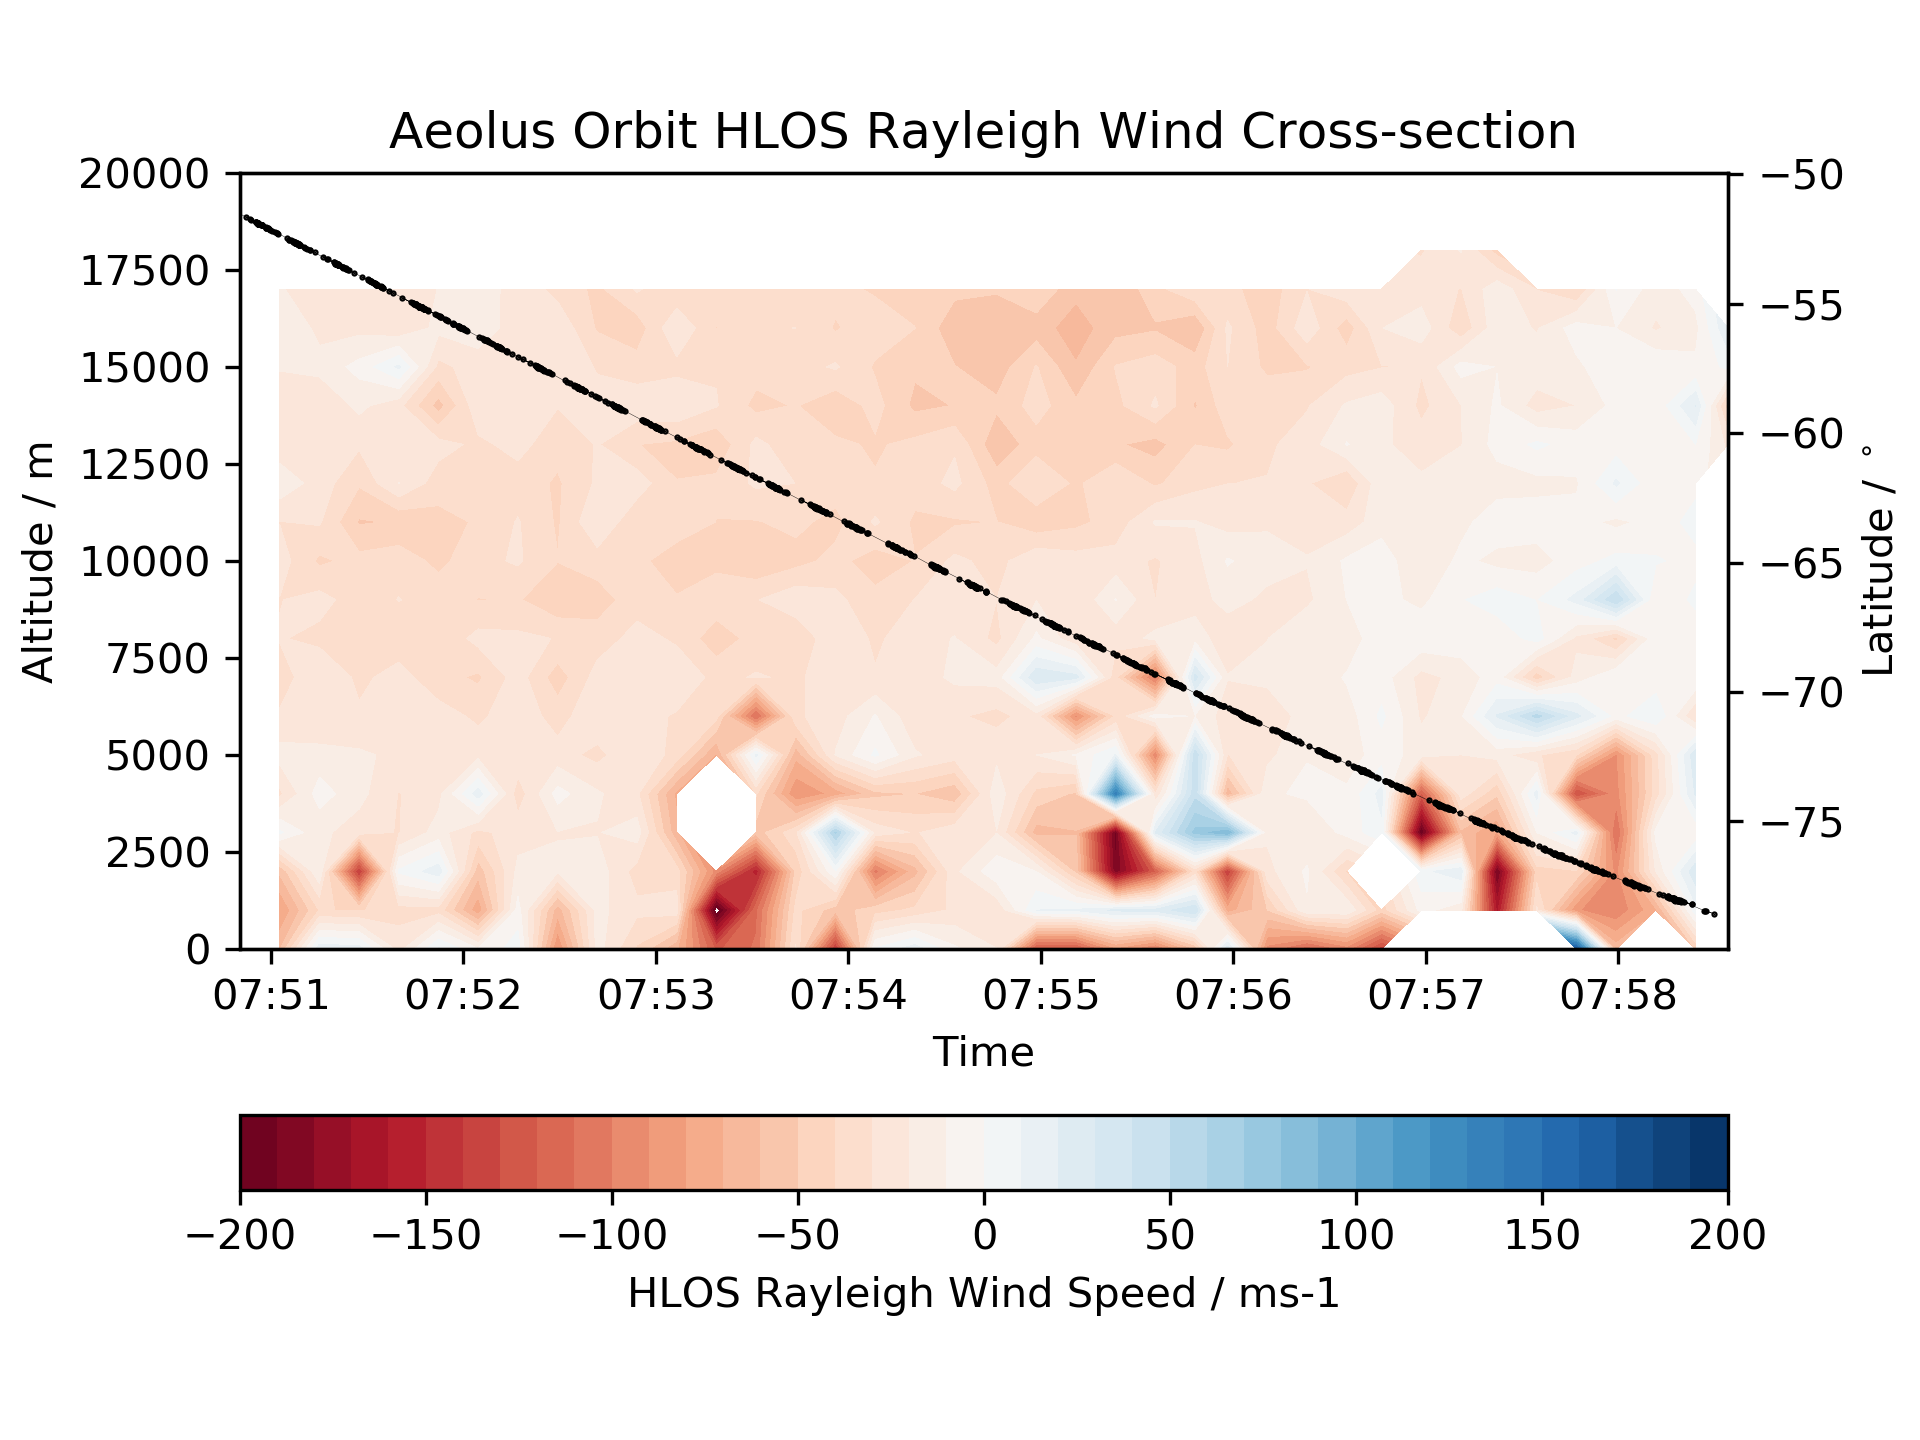 Aeolus Orbit HLOS Rayleigh Wind Cross-section
20000
17500
15000
12500
10000
7500
5000
2500
0
Altitude / m
−50
−55
−60
−65
−70
−75
Latitude / °
07:51 07:52 07:53 07:54 07:55 07:56 07:57 07:58
Time
−200 −150 −100 −50 0 50 100 150 200
HLOS Rayleigh Wind Speed / ms-1